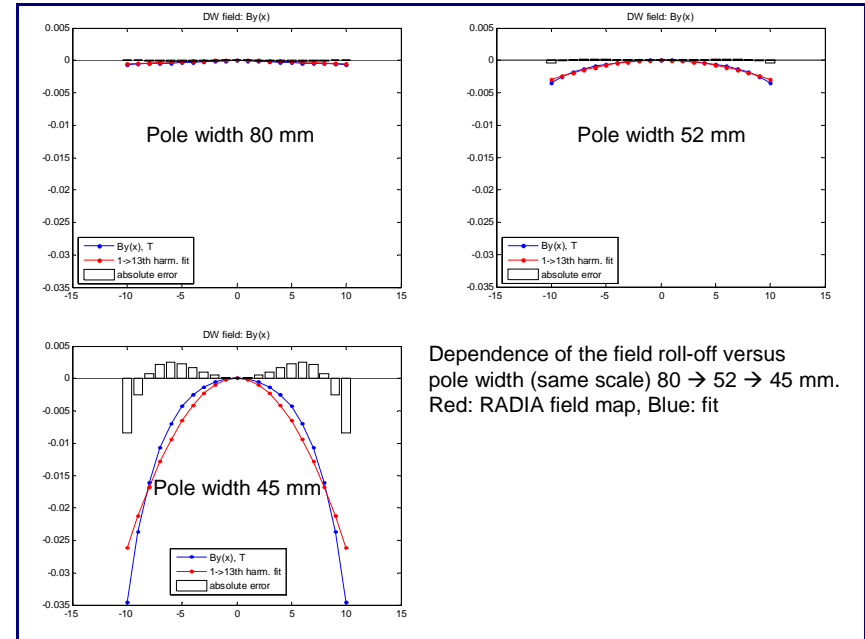 DW field: By(x)
0.005
0
-0.005
-0.01
-0.015
-0.02
-0.025
-0.03
-0.035
Pole width 80 mm
By(x), T
1->13th harm. fit
absolute error
-15 -10 -5 0 5 10 15
DW field: By(x)
0.005
0
-0.005
-0.01
-0.015
-0.02
-0.025
-0.03
-0.035
Pole width 52 mm
By(x), T
1->13th harm. fit
absolute error
-15 -10 -5 0 5 10 15
DW field: By(x)
0.005
0
-0.005
-0.01
-0.015
-0.02
-0.025
-0.03
-0.035
Pole width 45 mm
By(x), T
1->13th harm. fit
absolute error
-15 -10 -5 0 5 10 15
Dependence of the field roll-off versus
pole width (same scale) 80 → 52 → 45 mm.
Red: RADIA field map, Blue: fit